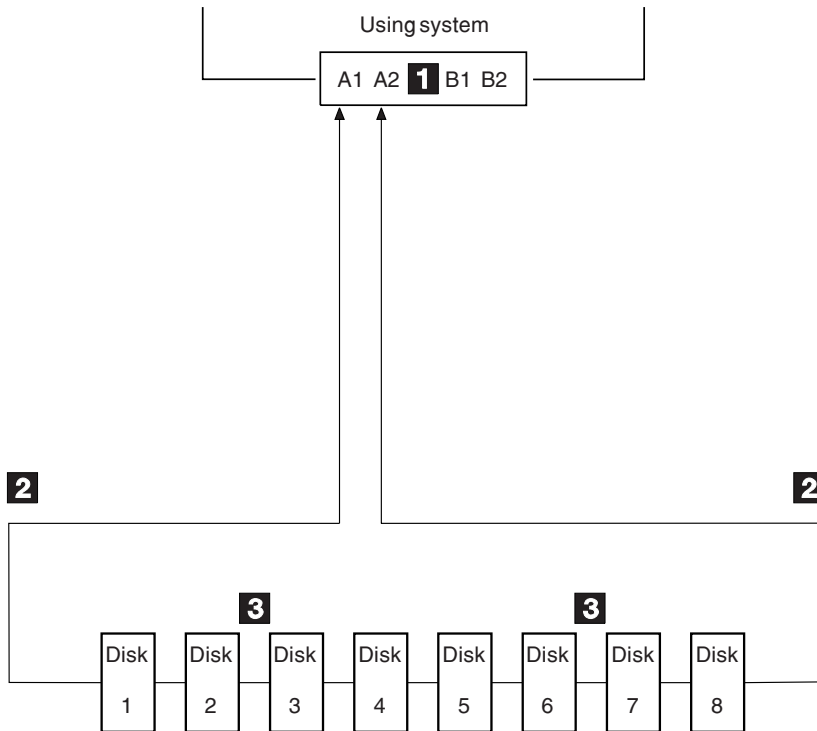 Using system
A1 A2 1 B1 B2
2 2
3 3
Disk Disk Disk Disk Disk Disk Disk Disk
1 2 3 4 5 6 7 8